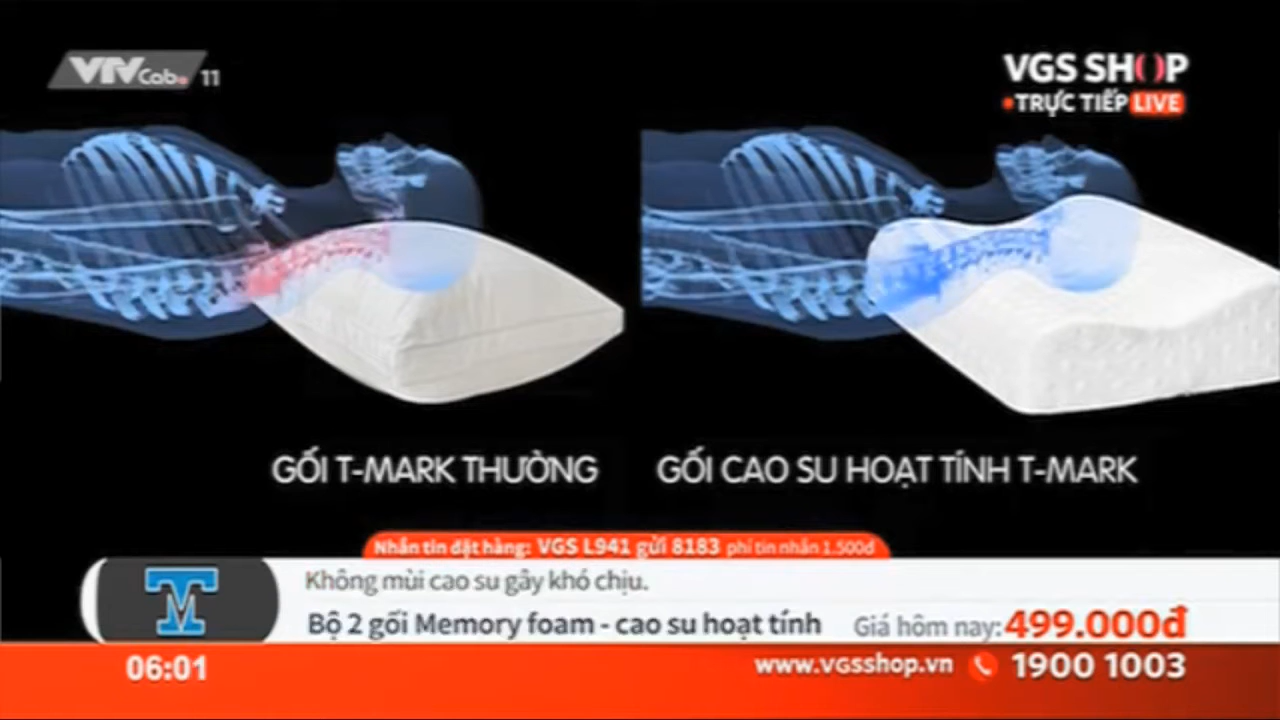 VTVCab 11
VGS SHOP
TRỰC TIẾP LIVE
GỐI T-MARK THƯỜNG
GỐI CAO SU HOẠT TÍNH T-MARK
Nhắn tin đặt hàng: VGS L941 gửi 8183 phí tin nhắn 1.500đ
TM
Không mùi cao su gây khó chịu.
Bộ 2 gối Memory foam - cao su hoạt tính
Giá hôm nay: 499.000đ
06:01
www.vgsshop.vn 1900 1003